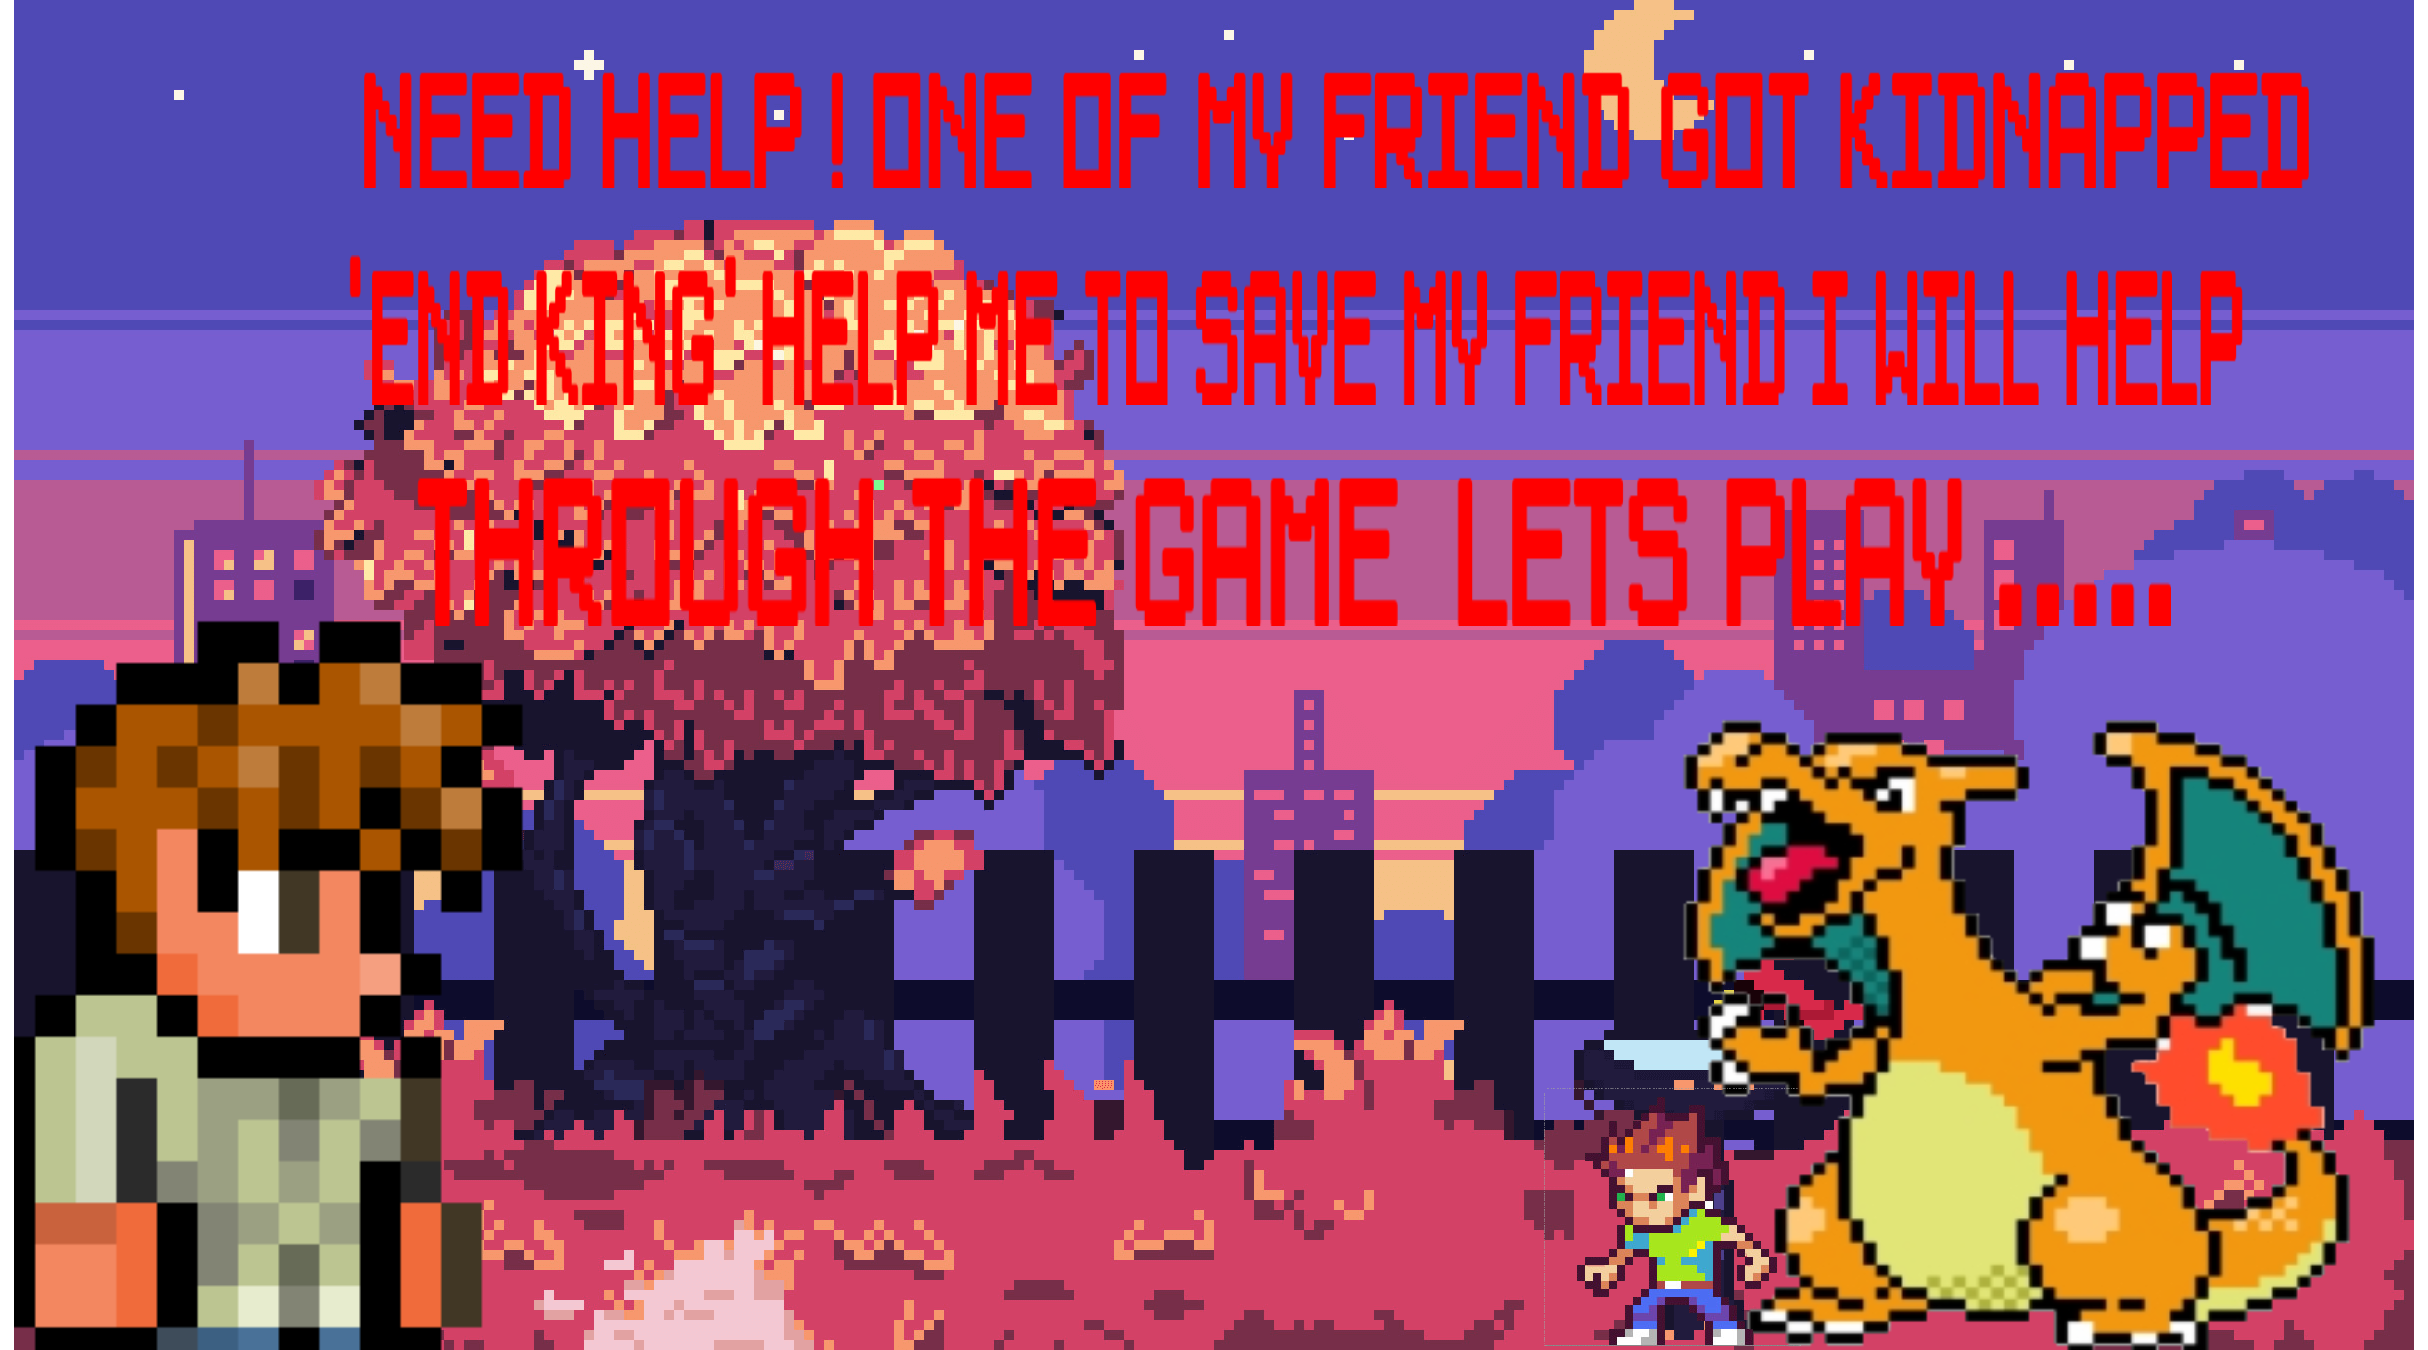 NEED HELP ! ONE OF MY FRIEND GOT KIDNAPPED
'END KING' HELP ME TO SAVE MY FRIEND I WILL HELP
THROUGH THE GAME LETS PLAY.....